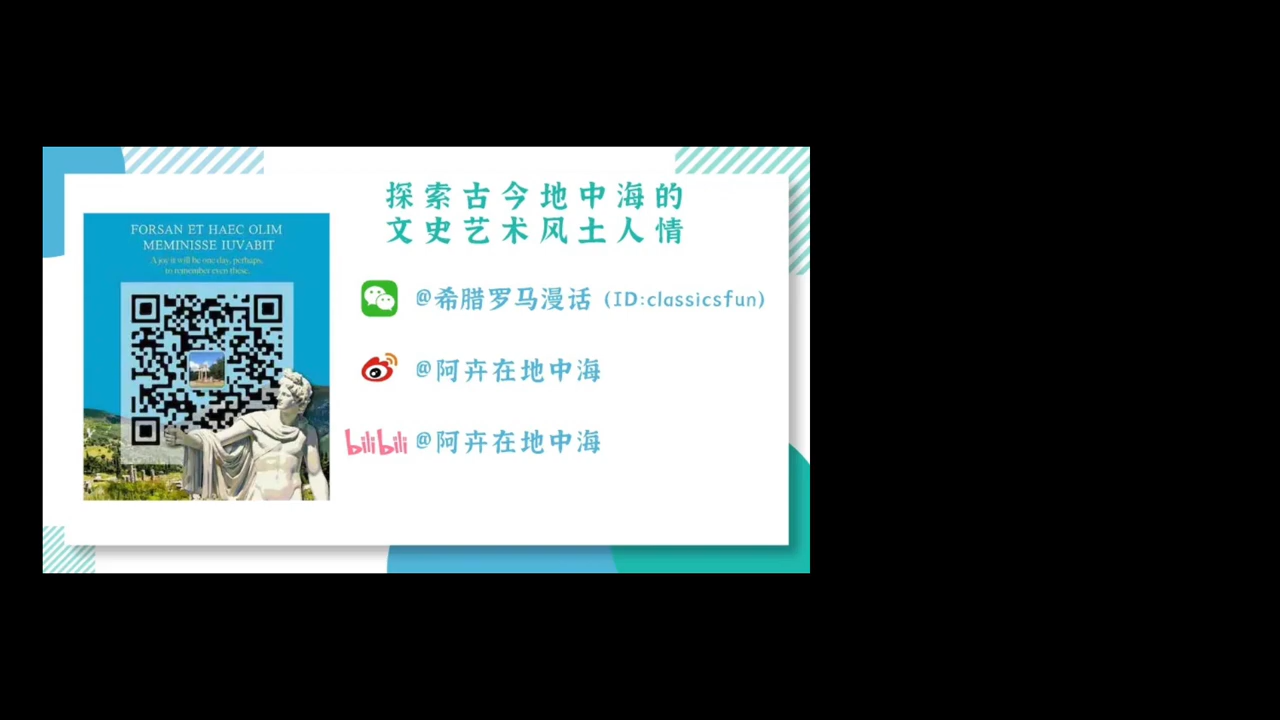 FORSAN ET HAEC OLIM
MEMINISSE IUVABIT
A joy it will be one day, perhaps,
to remember even these.
探索古今地中海的
文史艺术风土人情
@希腊罗马漫话 (ID:classicsfun)
@阿卉在地中海
bilibili @阿卉在地中海